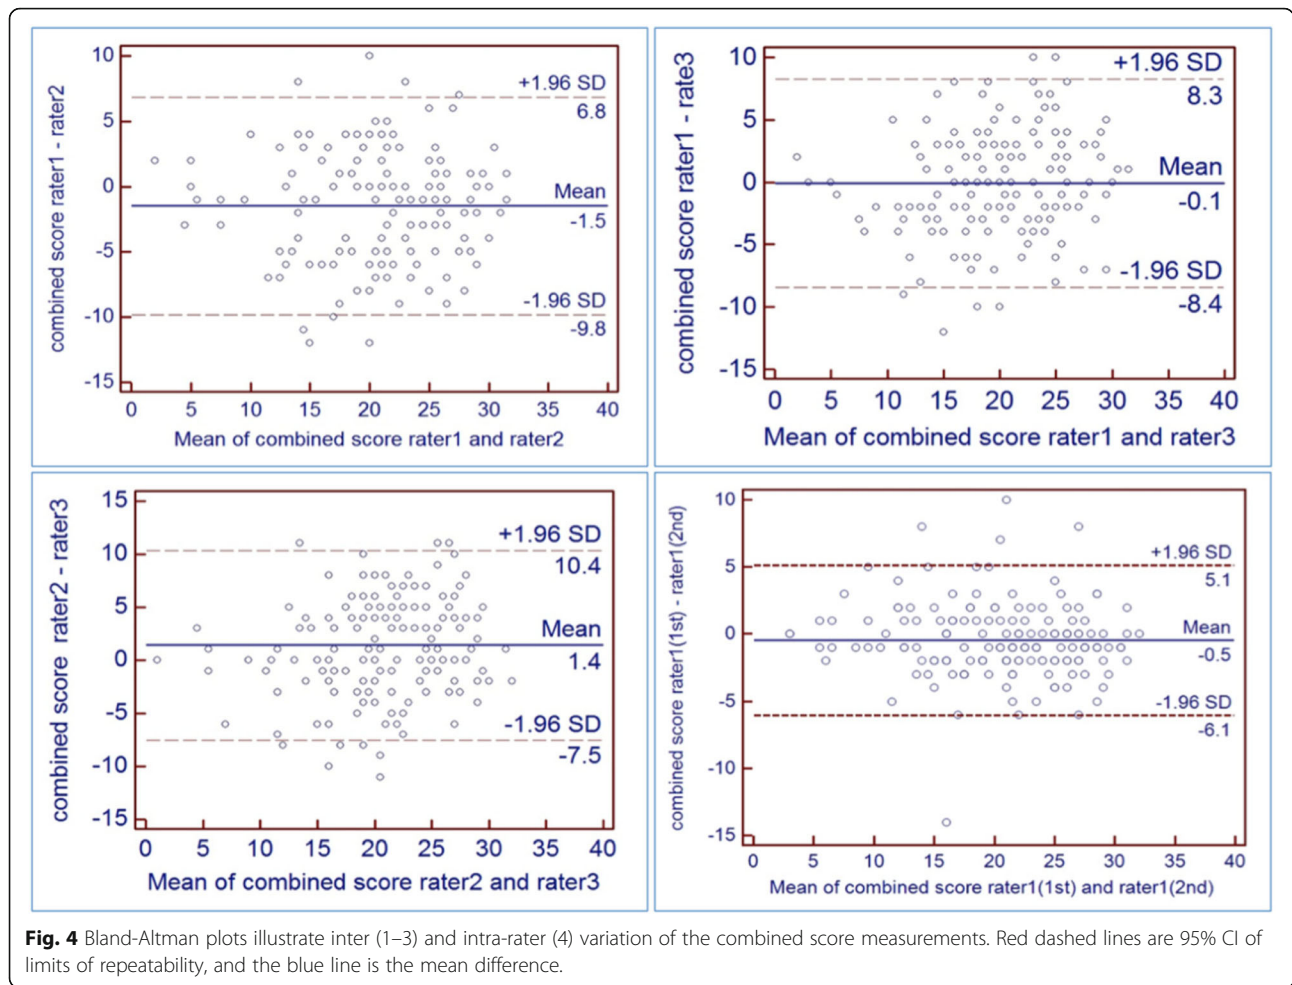 10
5
0
-5
-10
-15
combined score rater1 - rater2
+1.96 SD
6.8
Mean
-1.5
-1.96 SD
-9.8
0 5 10 15 20 25 30 35 40
Mean of combined score rater1 and rater2
10
5
0
-5
-10
-15
combined score rater1 - rate3
+1.96 SD
8.3
Mean
-0.1
-1.96 SD
-8.4
0 5 10 15 20 25 30 35 40
Mean of combined score rater1 and rater3
15
10
5
0
-5
-10
-15
combined score rater2 - rater3
+1.96 SD
10.4
Mean
1.4
-1.96 SD
-7.5
0 5 10 15 20 25 30 35 40
Mean of combined score rater2 and rater3
10
5
0
-5
-10
-15
combined score rater1(1st) - rater1(2nd)
+1.96 SD
5.1
Mean
-0.5
-1.96 SD
-6.1
0 5 10 15 20 25 30 35 40
Mean of combined score rater1(1st) and rater1(2nd)
Fig. 4 Bland-Altman plots illustrate inter (1–3) and intra-rater (4) variation of the combined score measurements. Red dashed lines are 95% CI of
limits of repeatability, and the blue line is the mean difference.